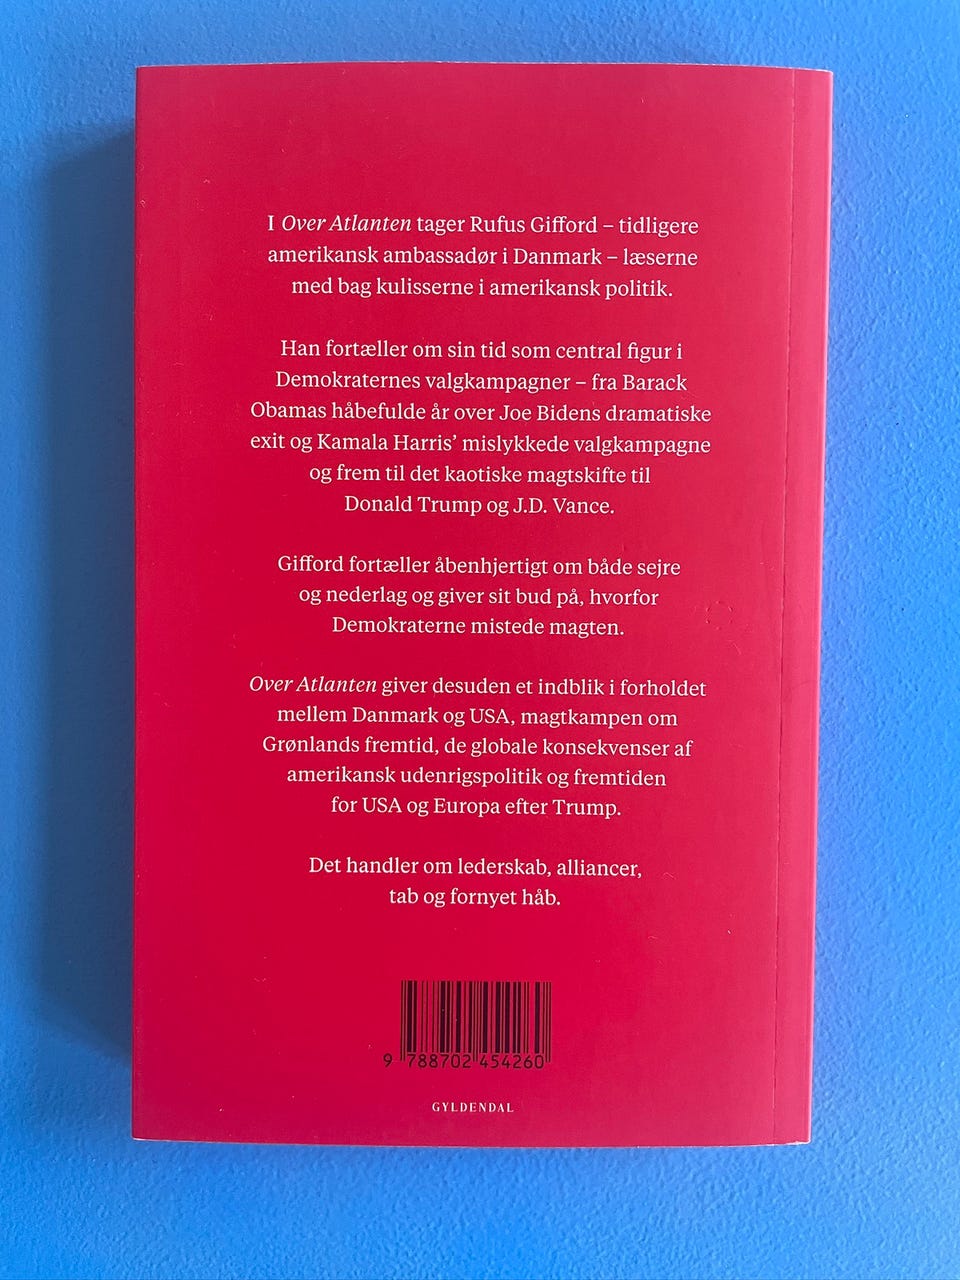 I Over Atlanten tager Rufus Gifford – tidligere
amerikansk ambassadør i Danmark – læserne
med bag kulisserne i amerikansk politik.
Han fortæller om sin tid som central figur i
Demokraternes valgkampagner – fra Barack
Obamas håbefulde år over Joe Bidens dramatiske
exit og Kamala Harris’ mislykkede valgkampagne
og frem til det kaotiske magtskifte til
Donald Trump og J.D. Vance.
Gifford fortæller åbenhjertigt om både sejre
og nederlag og giver sit bud på, hvorfor
Demokraterne mistede magten.
Over Atlanten giver desuden et indblik i forholdet
mellem Danmark og USA, magtkampen om
Grønlands fremtid, de globale konsekvenser af
amerikansk udenrigspolitik og fremtiden
for USA og Europa efter Trump.
Det handler om lederskab, alliancer,
tab og fornyet håb.
9 788702 454260
GYLDENDAL